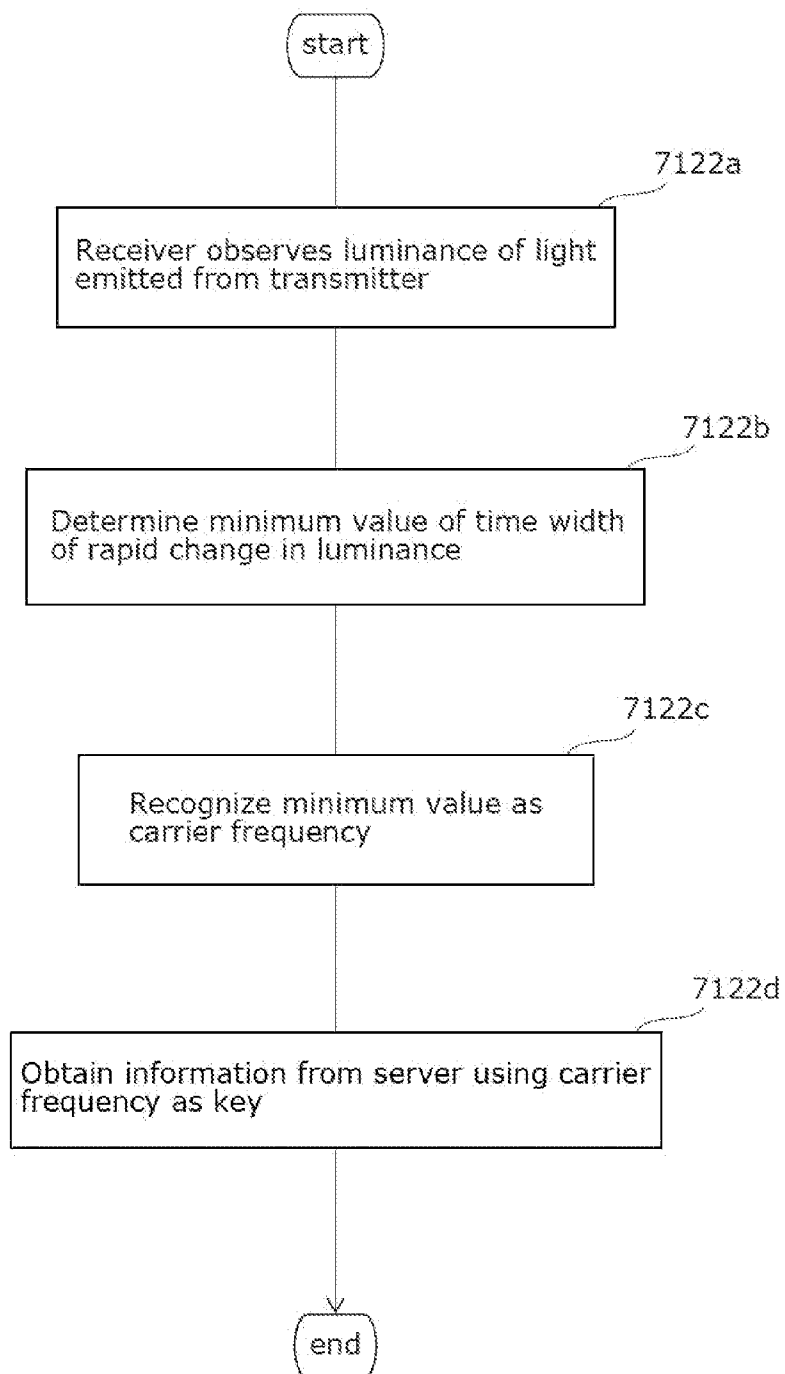 start
7122a
Receiver observes luminance of light
emitted from transmitter
7122b
Determine minimum value of time width
of rapid change in luminance
7122c
Recognize minimum value as
carrier frequency
7122d
Obtain information from server using carrier
frequency as key
end